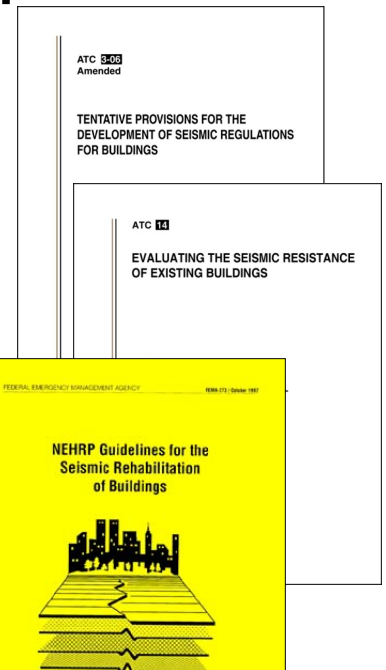 ATC 3-06
Amended
TENTATIVE PROVISIONS FOR THE
DEVELOPMENT OF SEISMIC REGULATIONS
FOR BUILDINGS
ATC 14
EVALUATING THE SEISMIC RESISTANCE
OF EXISTING BUILDINGS
FEDERAL EMERGENCY MANAGEMENT AGENCY
FEMA-273 / October 1997
NEHRP Guidelines for the
Seismic Rehabilitation
of Buildings